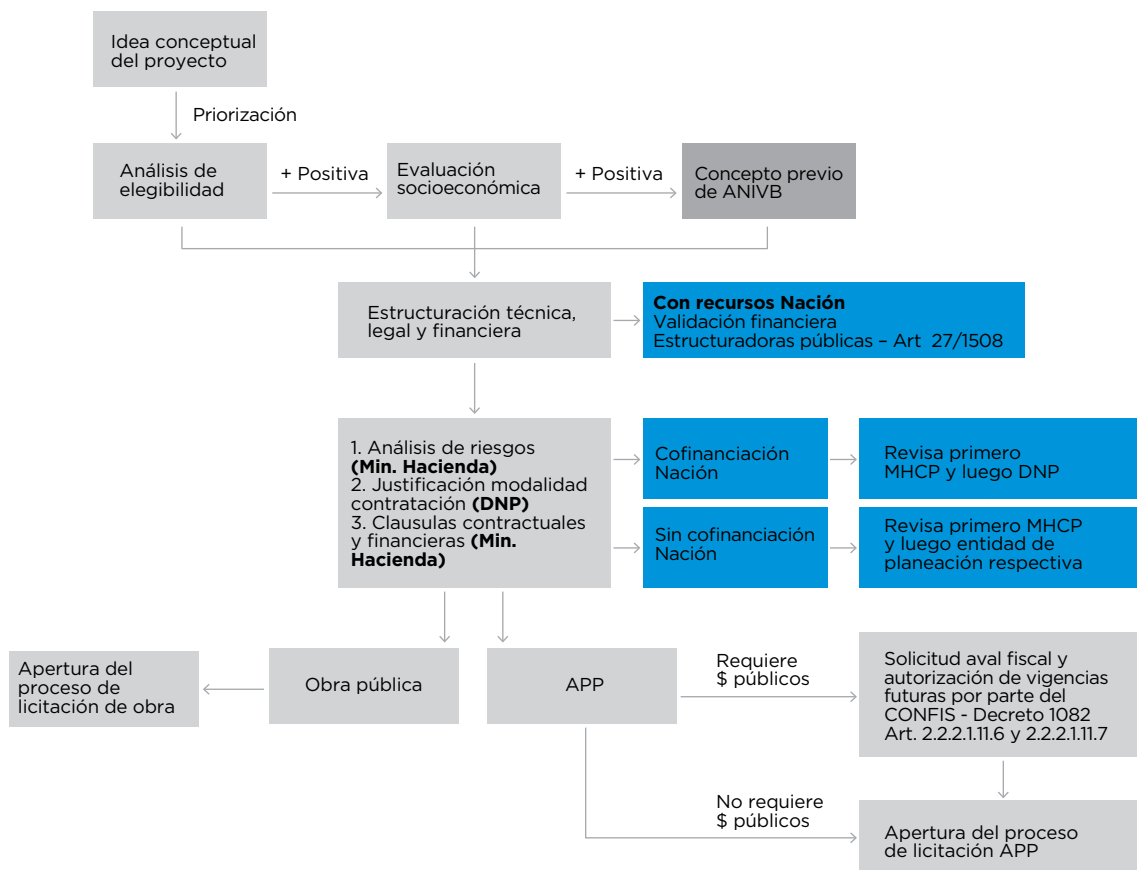 Idea conceptual
del proyecto
Priorización
Análisis de
elegibilidad
+ Positiva
Evaluación
socioeconómica
+ Positiva
Concepto previo
de ANIVB
Estructuración técnica,
legal y financiera
Con recursos Nación
Validación financiera
Estructuradoras públicas – Art 27/1508
1. Análisis de riesgos
(Min. Hacienda)
2. Justificación modalidad
contratación (DNP)
3. Clausulas contractuales
y financieras (Min.
Hacienda)
Cofinanciación
Nación
Revisa primero
MHCP y luego DNP
Sin cofinanciación
Nación
Revisa primero MHCP
y luego entidad de
planeación respectiva
Apertura del
proceso de
licitación de obra
Obra pública
APP
Requiere
$ públicos
Solicitud aval fiscal y
autorización de vigencias
futuras por parte del
CONFIS - Decreto 1082
Art. 2.2.2.1.11.6 y 2.2.2.1.11.7
No requiere
$ públicos
Apertura del proceso
de licitación APP